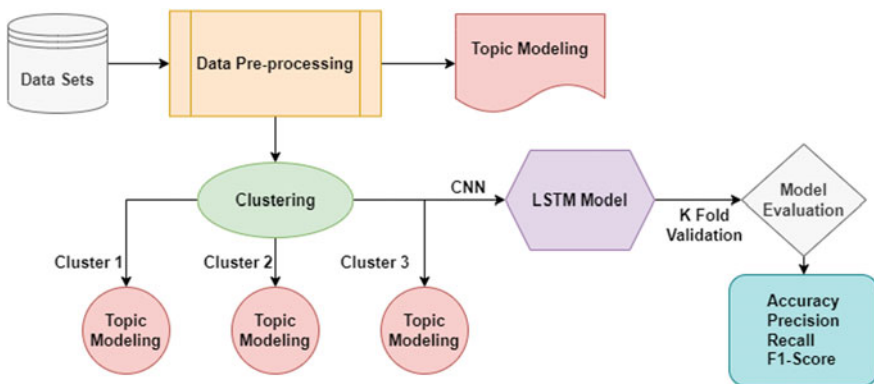 Data Sets
Data Pre-processing
Topic Modeling
Clustering
CNN
LSTM Model
K Fold
Validation
Model
Evaluation
Cluster 1
Cluster 2
Cluster 3
Topic
Modeling
Topic
Modeling
Topic
Modeling
Accuracy
Precision
Recall
F1-Score